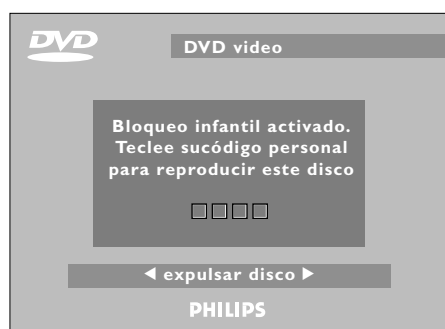 DVD
DVD video
Bloqueo infantil activado.
Teclee sucódigo personal
para reproducir este disco
expulsar disco
PHILIPS